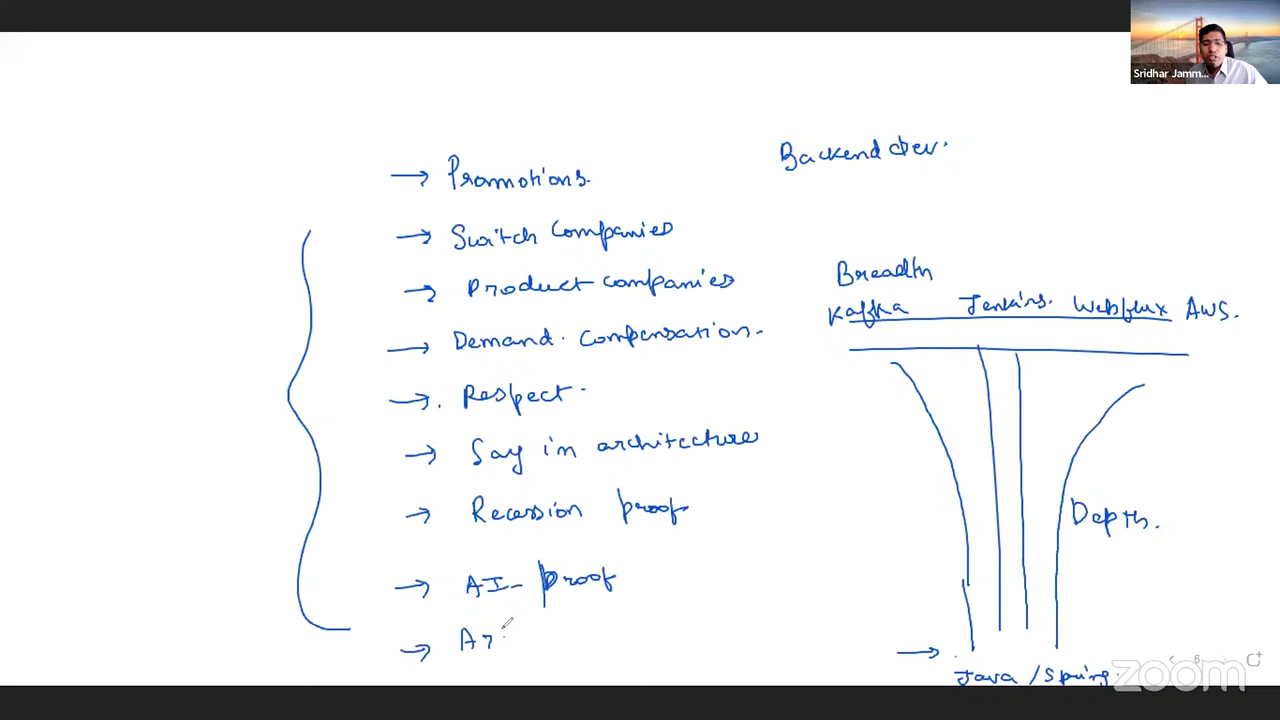 Sridhar Jamm...
Backend dev.
→ Promotions.
→ Switch Companies
→ Product companies
→ Demand. compensation.
→ Respect.
→ Say in architecture
→ Recession proof
→ AI- proof
→
Breadth
Kafka Jenkins. Webflux AWS.
Depth.
→ Java / Spring.
6
zoom